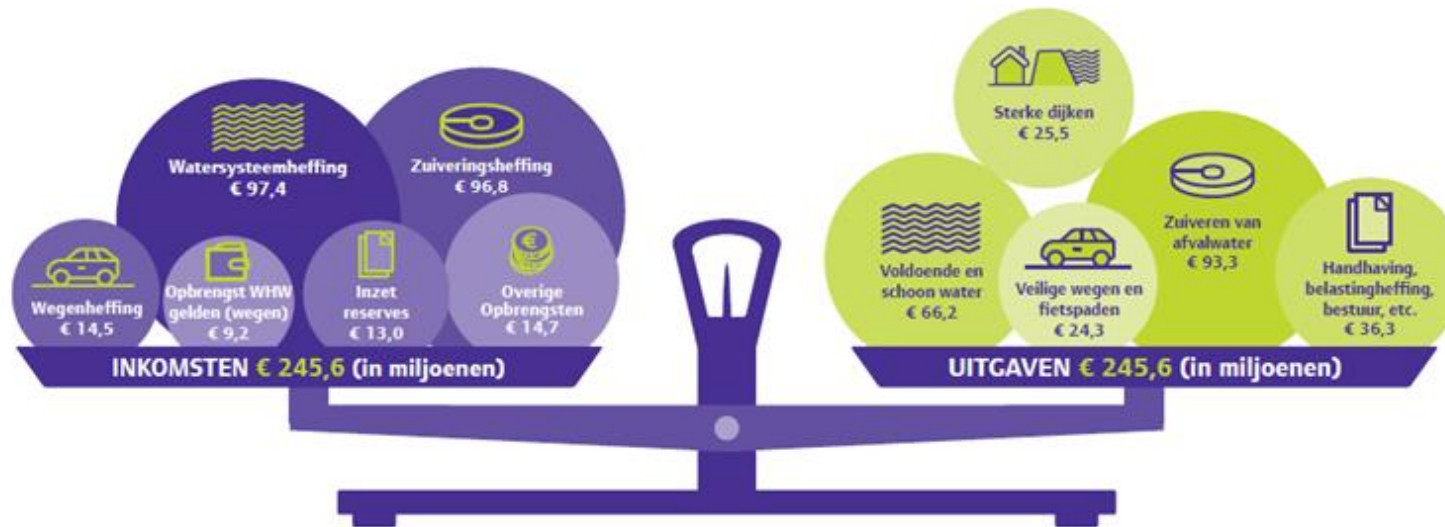 Watersysteemheffing
€ 97,4
Zuiveringsheffing
€ 96,8
Wegenheffing
€ 14,5
Opbrengst WHW
gelden (wegen)
€ 9,2
Inzet
reserves
€ 13,0
Overige
Opbrengsten
€ 14,7
INKOMSTEN € 245,6 (in miljoenen)
Sterke dijken
€ 25,5
Voldoende en
schoon water
€ 66,2
Veilige wegen en
fietspaden
€ 24,3
Zuiveren van
afvalwater
€ 93,3
Handhaving,
belastingheffing,
bestuur, etc.
€ 36,3
UITGAVEN € 245,6 (in miljoenen)